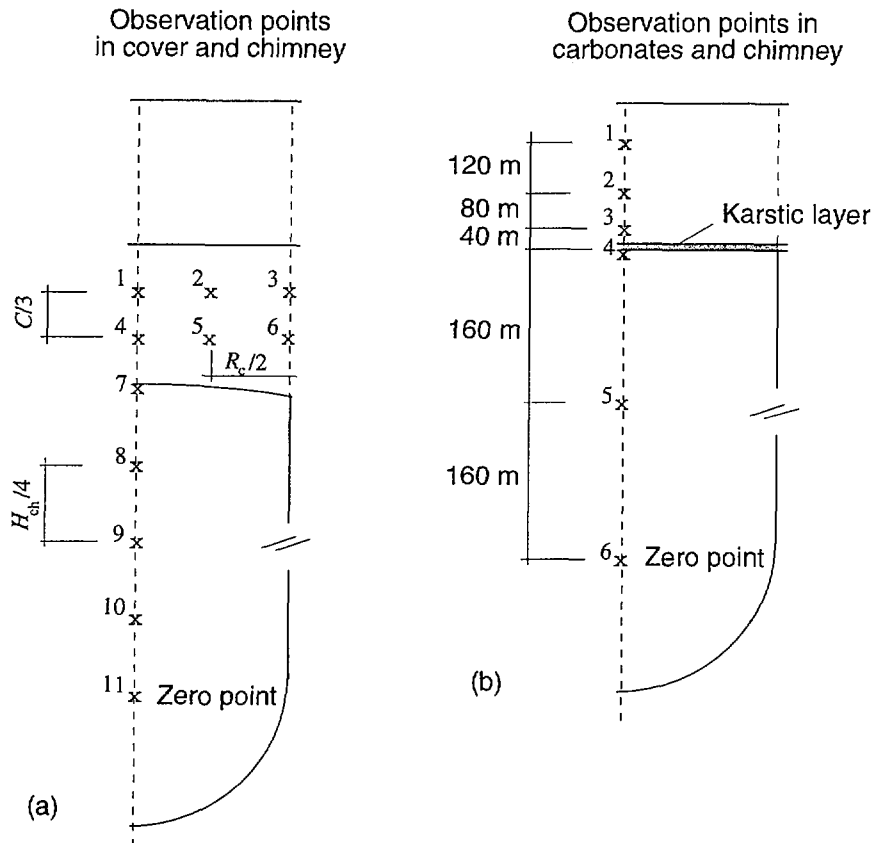 Observation points
in cover and chimney
1
2
3
C/3
4
5
6
R_c/2
7
8
H_ch/4
9
10
11
Zero point
(a)
Observation points in
carbonates and chimney
1
120 m
2
80 m
3
Karstic layer
40 m
4
160 m
5
160 m
6
Zero point
(b)